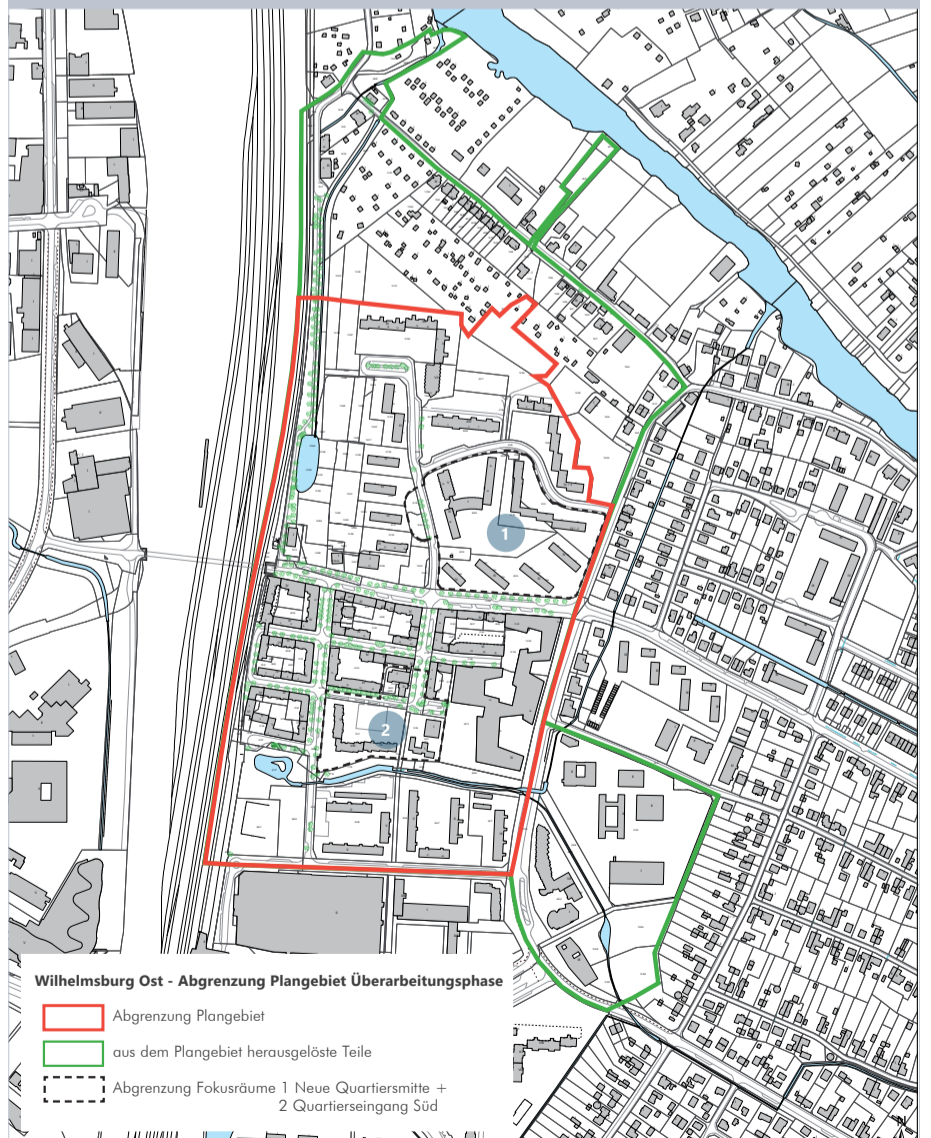 1
2
Wilhelmsburg Ost - Abgrenzung Plangebiet Überarbeitungsphase
Abgrenzung Plangebiet
aus dem Plangebiet herausgelöste Teile
Abgrenzung Fokusräume 1 Neue Quartiersmitte +
2 Quartierseingang Süd